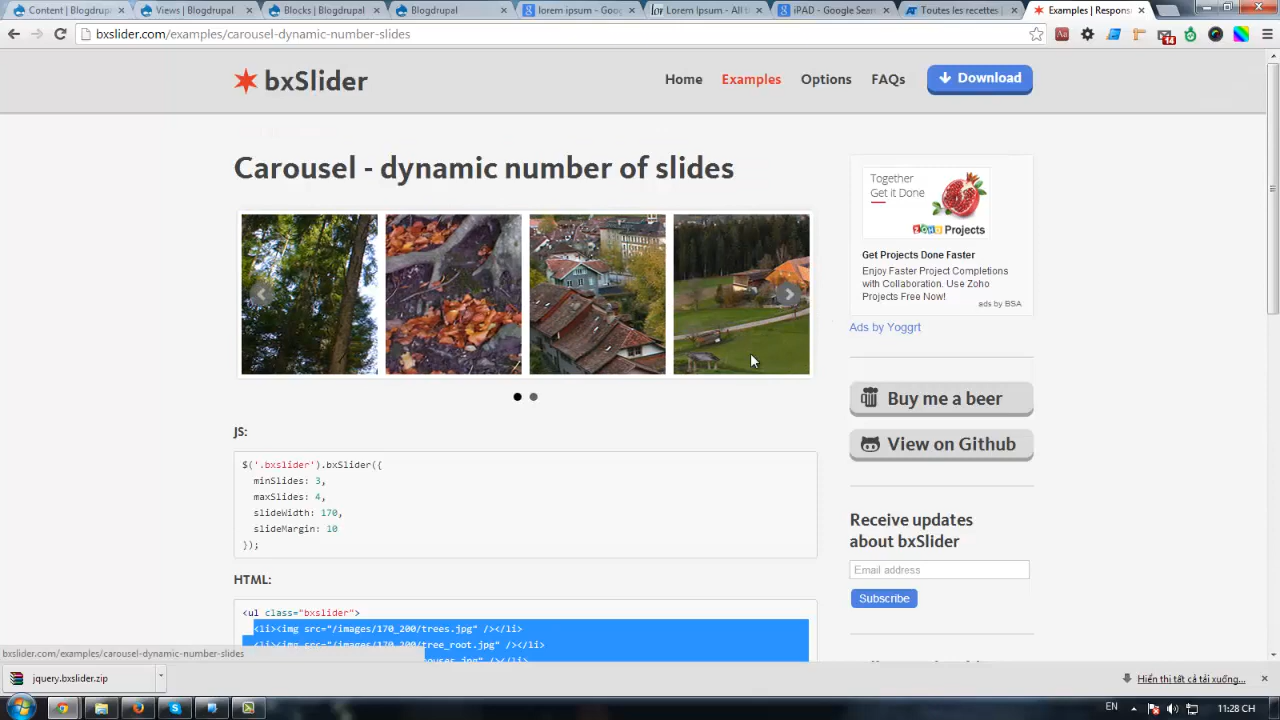 Content | Blogdrupal
Views | Blogdrupal
Blocks | Blogdrupal
Blogdrupal
lorem ipsum - Goog
Lorem Ipsum - All t
iPAD - Google Sear
Toutes les recettes |
Examples | Respons
bxslider.com/examples/carousel-dynamic-number-slides
14
bxSlider
Home
Examples
Options
FAQs
Download
Carousel - dynamic number of slides
Together
Get it Done
ZOHO Projects
Get Projects Done Faster
Enjoy Faster Project Completions
with Collaboration. Use Zoho
Projects Free Now!
ads by BSA
Ads by Yoggrt
Buy me a beer
View on Github
JS:
$('.bxslider').bxSlider({
minSlides: 3,
maxSlides: 4,
slideWidth: 170,
slideMargin: 10
});
Receive updates
about bxSlider
Email address
Subscribe
HTML:
<ul class="bxslider">
<li><img src="/images/170_200/trees.jpg" /></li>
<li><img src="/images/170_200/tree_root.jpg" /></li>
bxslider.com/examples/carousel-dynamic-number-slides
jquery.bxslider.zip
Hiển thị tất cả tải xuống...
EN
11:28 CH